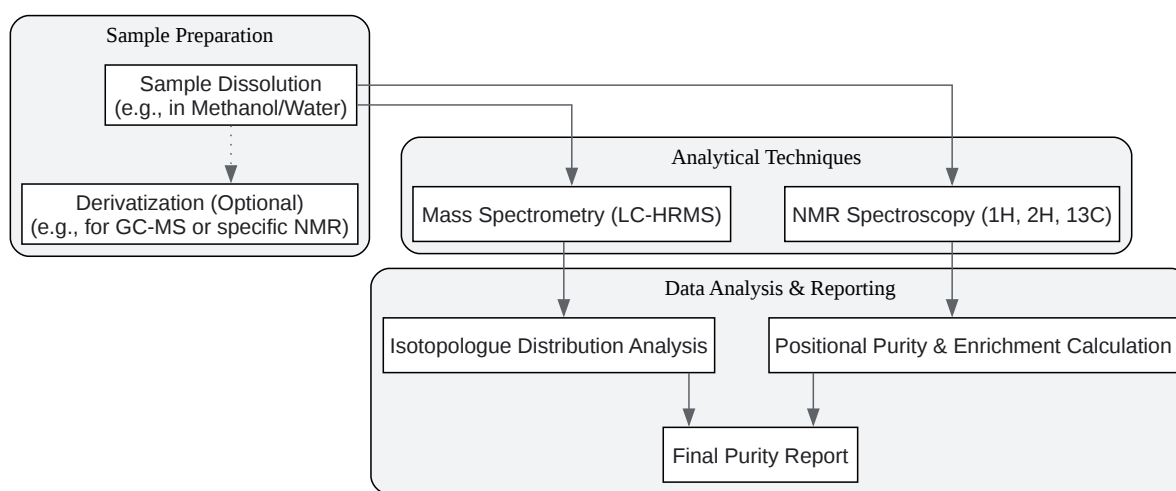 Sample Preparation
Sample Dissolution
(e.g., in Methanol/Water)
Derivatization (Optional)
(e.g., for GC-MS or specific NMR)
Analytical Techniques
Mass Spectrometry (LC-HRMS)
NMR Spectroscopy (1H, 2H, 13C)
Data Analysis & Reporting
Isotopologue Distribution Analysis
Positional Purity & Enrichment Calculation
Final Purity Report